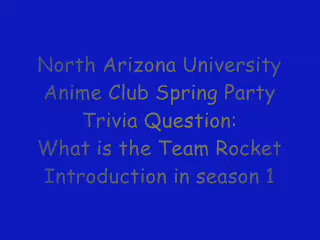 North Arizona University
Anime Club Spring Party
Trivia Question:
What is the Team Rocket
Introduction in season 1